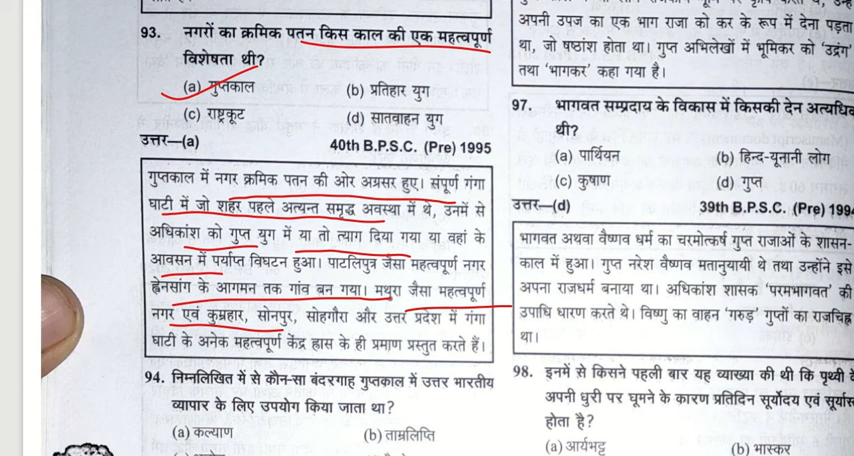 93. नगरों का क्रमिक पतन किस काल की एक महत्वपूर्ण
विशेषता थी?
(a) गुप्तकाल (b) प्रतिहार युग
(c) राष्ट्रकूट (d) सातवाहन युग
उत्तर—(a) 40th B.P.S.C. (Pre) 1995
गुप्तकाल में नगर क्रमिक पतन की ओर अग्रसर हुए। संपूर्ण गंगा
घाटी में जो शहर पहले अत्यन्त समृद्ध अवस्था में थे, उनमें से
अधिकांश को गुप्त युग में या तो त्याग दिया गया या वहां के
आवसन में पर्याप्त विघटन हुआ। पाटलिपुत्र जैसा महत्वपूर्ण नगर
ह्वेनसांग के आगमन तक गांव बन गया। मथुरा जैसा महत्वपूर्ण
नगर एवं कुम्रहार, सोनपुर, सोहगौरा और उत्तर प्रदेश में गंगा
घाटी के अनेक महत्वपूर्ण केंद्र ह्रास के ही प्रमाण प्रस्तुत करते हैं।
94. निम्नलिखित में से कौन-सा बंदरगाह गुप्तकाल में उत्तर भारतीय
व्यापार के लिए उपयोग किया जाता था?
(a) कल्याण (b) ताम्रलिप्ति
अपनी उपज का एक भाग राजा को कर के रूप में देना पड़ता
था, जो षष्ठांश होता था। गुप्त अभिलेखों में भूमिकर को 'उद्रंग'
तथा 'भागकर' कहा गया है।
97. भागवत सम्प्रदाय के विकास में किसकी देन अत्यधिक
थी?
(a) पार्थियन (b) हिन्द-यूनानी लोग
(c) कुषाण (d) गुप्त
उत्तर—(d) 39th B.P.S.C. (Pre) 1994
भागवत अथवा वैष्णव धर्म का चरमोत्कर्ष गुप्त राजाओं के शासन-
काल में हुआ। गुप्त नरेश वैष्णव मतानुयायी थे तथा उन्होंने इसे
अपना राजधर्म बनाया था। अधिकांश शासक 'परमभागवत' की
उपाधि धारण करते थे। विष्णु का वाहन 'गरुड़' गुप्तों का राजचिह्न
था।
98. इनमें से किसने पहली बार यह व्याख्या की थी कि पृथ्वी के
अपनी धुरी पर घूमने के कारण प्रतिदिन सूर्योदय एवं सूर्यास्त
होता है?
(a) आर्यभट्ट (b) भास्कर